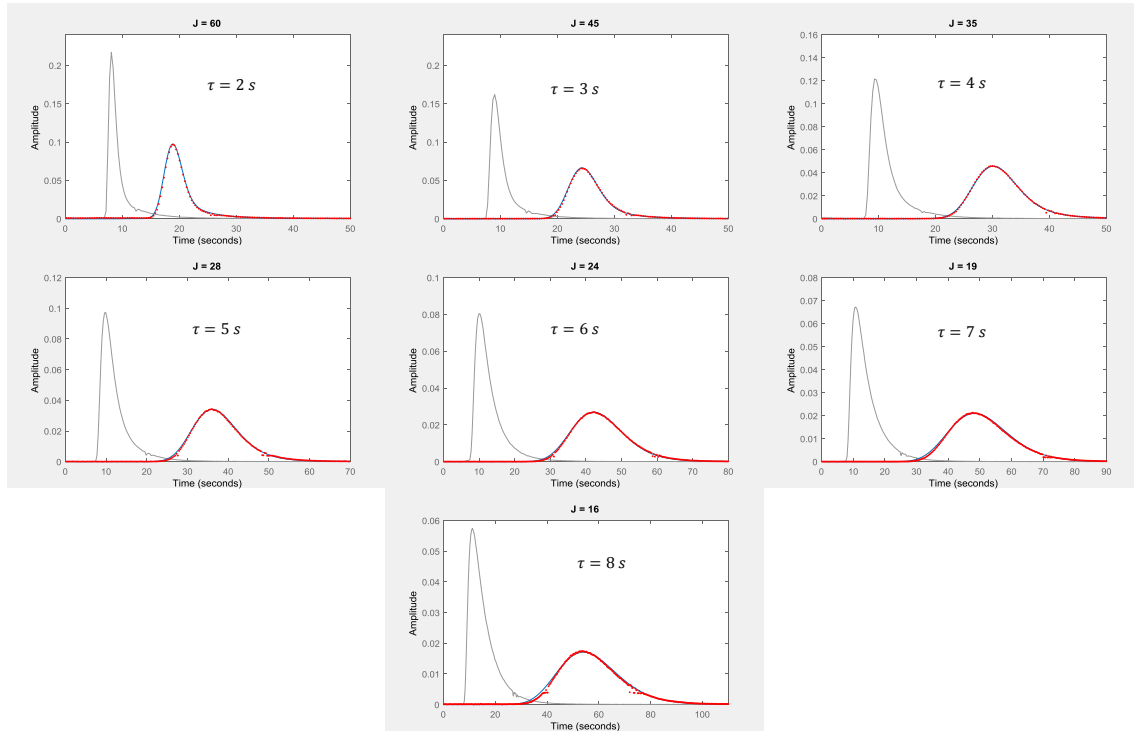 J = 60
Amplitude
0.2
0.15
0.1
0.05
0
τ = 2 s
0 10 20 30 40 50
Time (seconds)
J = 45
Amplitude
0.2
0.15
0.1
0.05
0
τ = 3 s
0 10 20 30 40 50
Time (seconds)
J = 35
Amplitude
0.16
0.14
0.12
0.1
0.08
0.06
0.04
0.02
0
τ = 4 s
0 10 20 30 40 50
Time (seconds)
J = 28
Amplitude
0.12
0.1
0.08
0.06
0.04
0.02
0
τ = 5 s
0 10 20 30 40 50 60 70
Time (seconds)
J = 24
Amplitude
0.1
0.08
0.06
0.04
0.02
0
τ = 6 s
0 10 20 30 40 50 60 70 80
Time (seconds)
J = 19
Amplitude
0.08
0.07
0.06
0.05
0.04
0.03
0.02
0.01
0
τ = 7 s
0 10 20 30 40 50 60 70 80 90
Time (seconds)
J = 16
Amplitude
0.06
0.05
0.04
0.03
0.02
0.01
0
τ = 8 s
0 20 40 60 80 100
Time (seconds)